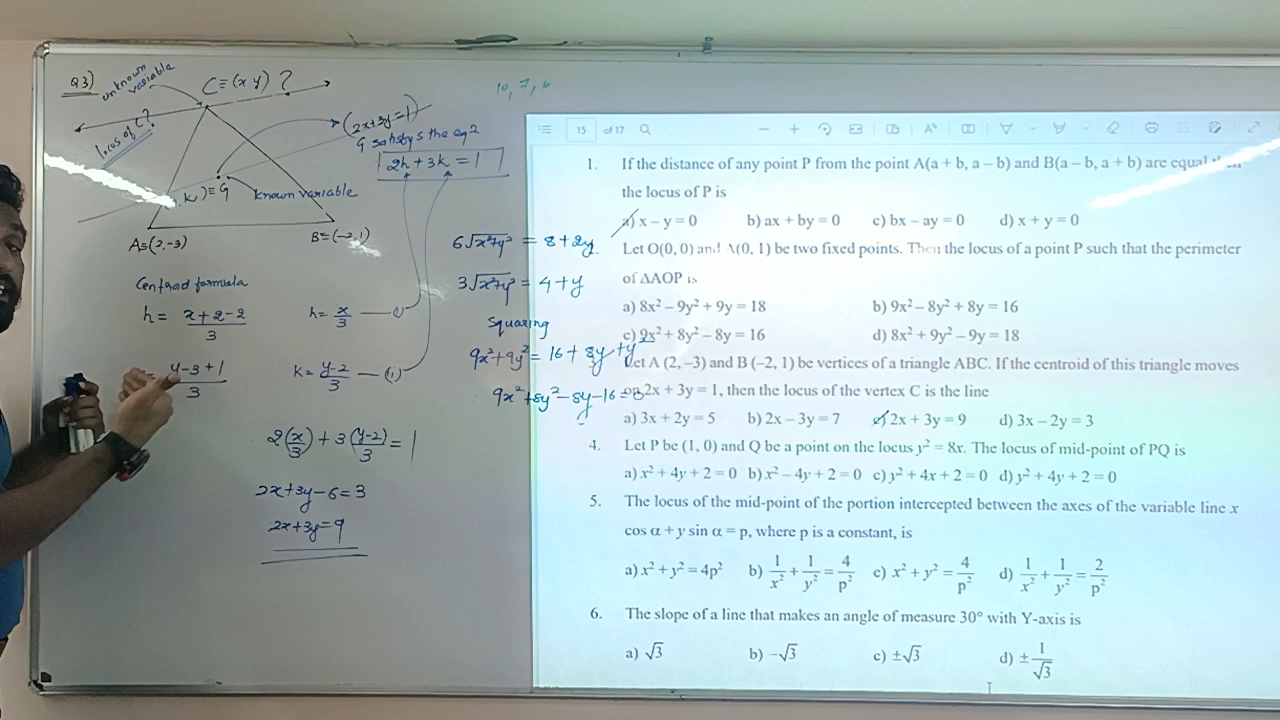 Q3)
unknown variable
C≡(x y) ?
locus of C?
(2x+3y=1)
G satisfys the eqn
2h + 3k = 1
k)≡G
known variable
A≡(2,-3)
B≡(-2,1)
Centroid formula
h = x+2-2 / 3
h = x/3
y-3+1 / 3
k = y-2 / 3 — (1)
2(x/3) + 3(y-2)/3 = 1
2x+3y-6=3
2x+3y=9
10, 7, 6
6√x²+y² = 8+2y.
3√x²+y² = 4+y
Squaring
9x²+9y² = 16+8y+y²
9x²+8y²-8y-16=0
15 of 17
1. If the distance of any point P from the point A(a + b, a – b) and B(a – b, a + b) are equal
the locus of P is
a) x – y = 0 b) ax + by = 0 c) bx – ay = 0 d) x + y = 0
Let O(0, 0) and A(0, 1) be two fixed points. Then the locus of a point P such that the perimeter
of ΔAOP is
a) 8x² – 9y² + 9y = 18 b) 9x² – 8y² + 8y = 16
c) 9x² + 8y² – 8y = 16 d) 8x² + 9y² – 9y = 18
Let A (2, –3) and B (–2, 1) be vertices of a triangle ABC. If the centroid of this triangle moves
on 2x + 3y = 1, then the locus of the vertex C is the line
a) 3x + 2y = 5 b) 2x – 3y = 7 c) 2x + 3y = 9 d) 3x – 2y = 3
4. Let P be (1, 0) and Q be a point on the locus y² = 8x. The locus of mid-point of PQ is
a) x² + 4y + 2 = 0 b) x² – 4y + 2 = 0 c) y² + 4x + 2 = 0 d) y² + 4y + 2 = 0
5. The locus of the mid-point of the portion intercepted between the axes of the variable line x
cos α + y sin α = p, where p is a constant, is
a) x² + y² = 4p² b) 1/x² + 1/y² = 4/p² c) x² + y² = 4/p² d) 1/x² + 1/y² = 2/p²
6. The slope of a line that makes an angle of measure 30° with Y-axis is
a) √3 b) –√3 c) ±√3 d) ± 1/√3